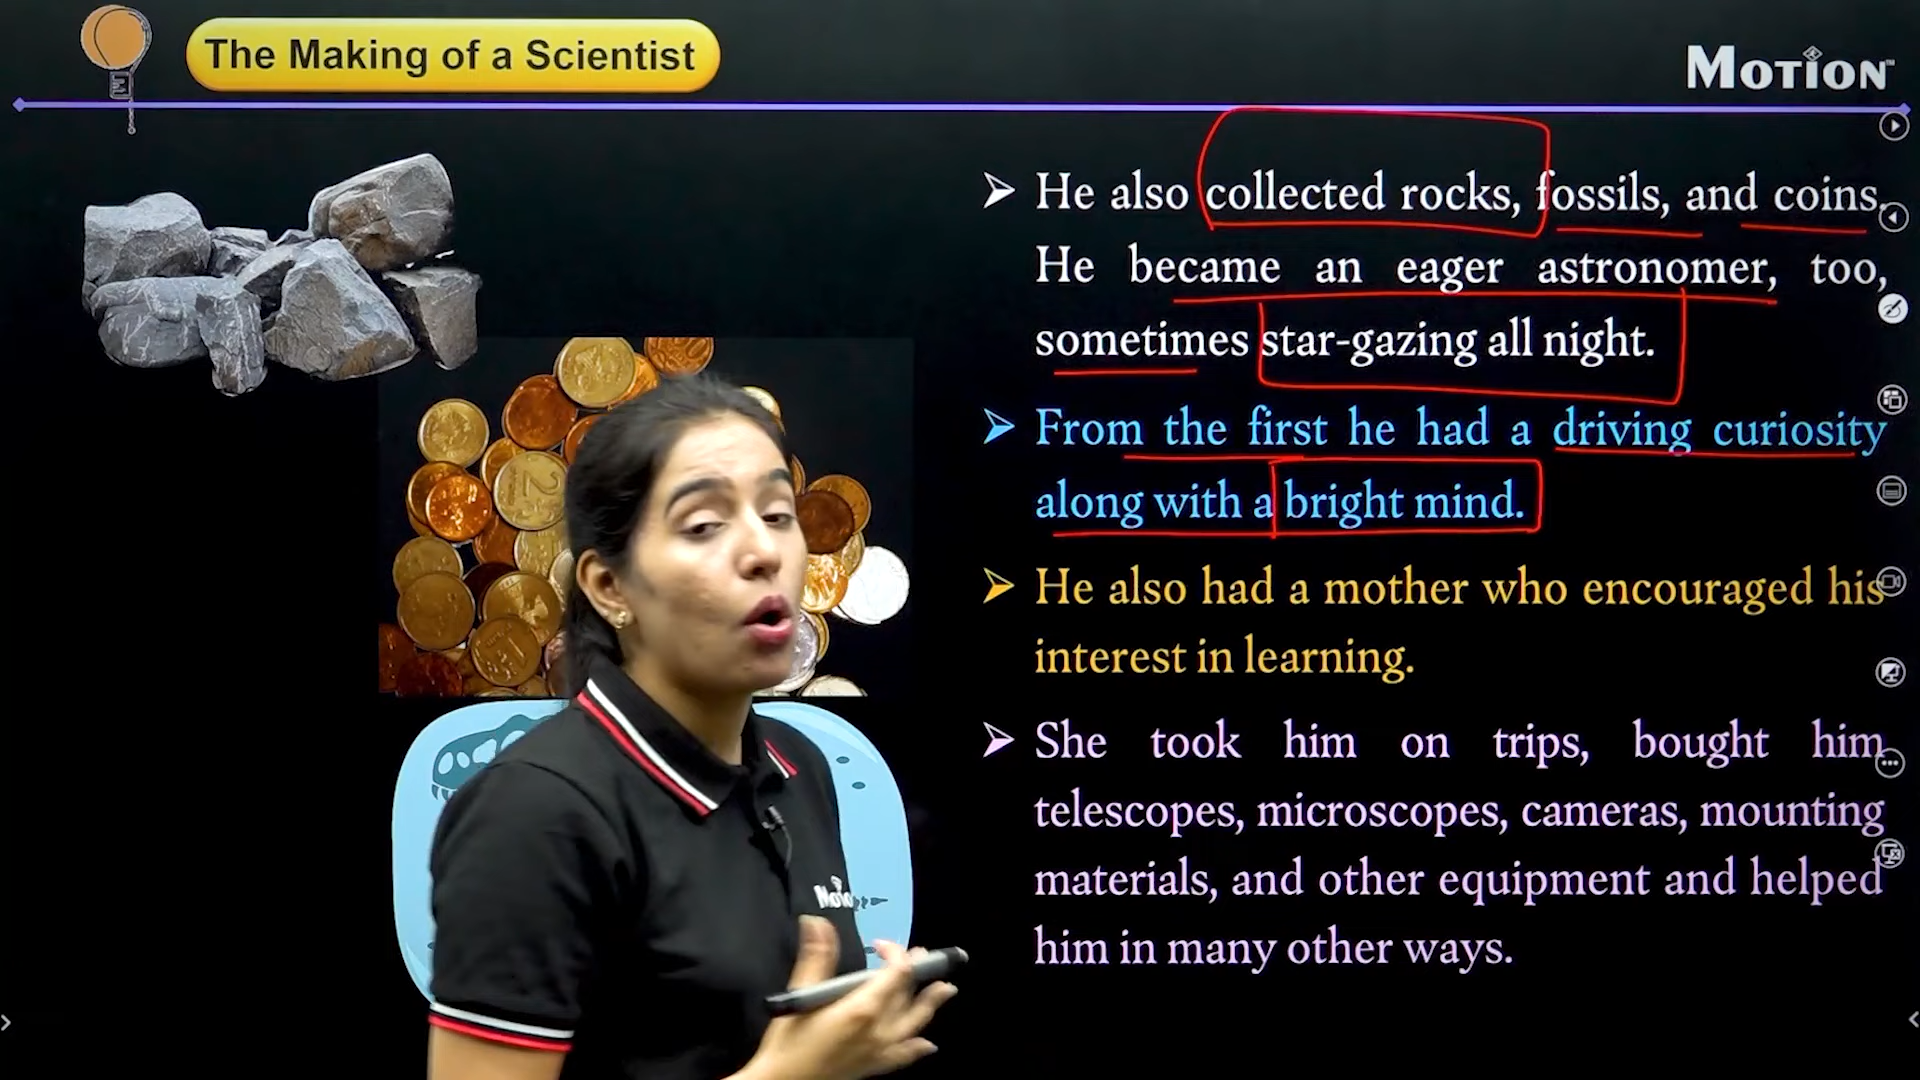 The Making of a Scientist
MOTION
➢ He also collected rocks, fossils, and coins.
He became an eager astronomer, too,
sometimes star-gazing all night.
➢ From the first he had a driving curiosity
along with a bright mind.
➢ He also had a mother who encouraged his
interest in learning.
➢ She took him on trips, bought him
telescopes, microscopes, cameras, mounting
materials, and other equipment and helped
him in many other ways.